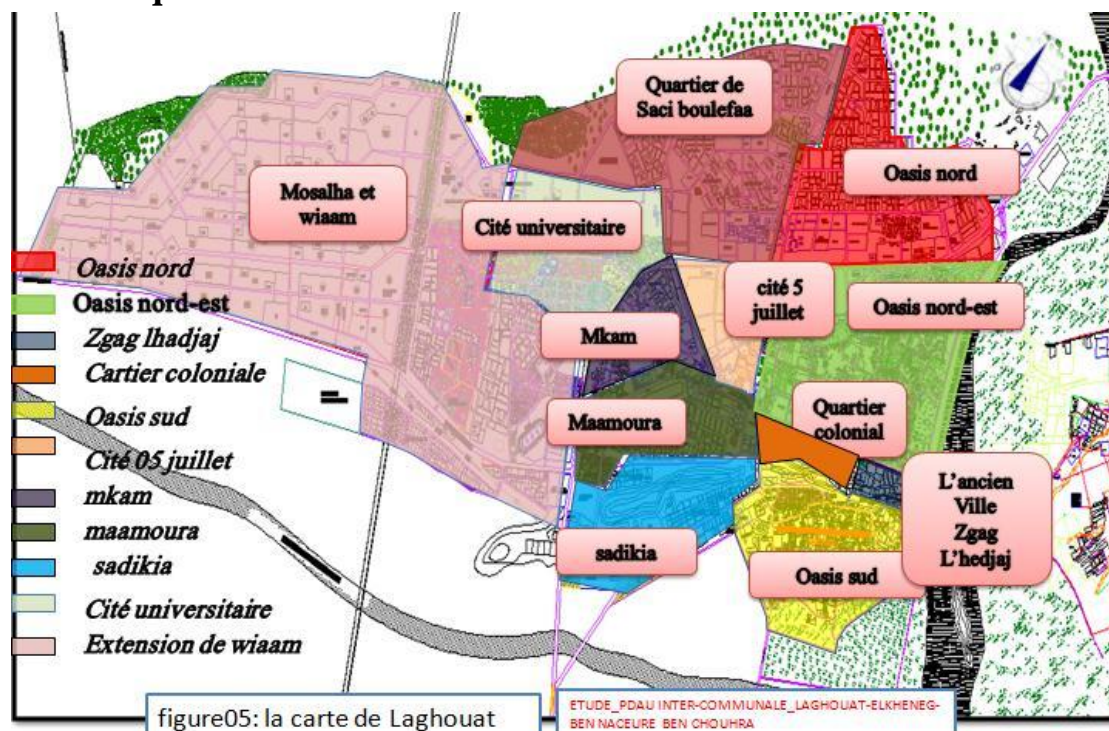 Quartier de
Saci boulefaa
Oasis nord
Mosalha et
wiaam
Cité universitaire
cité 5
juillet
Oasis nord-est
Mkam
Maamoura
Quartier
colonial
L'ancien
Ville
Zgag
L'hedjaj
sadikia
Oasis sud
Oasis nord
Oasis nord-est
Zgag lhadjaj
Cartier coloniale
Oasis sud
Cité 05 juillet
mkam
maamoura
sadikia
Cité universitaire
Extension de wiaam
figure05: la carte de Laghouat
ETUDE_PDAU INTER-COMMUNALE_LAGHOUAT-ELKHENEG-
BEN NACEURE BEN CHOUHRA